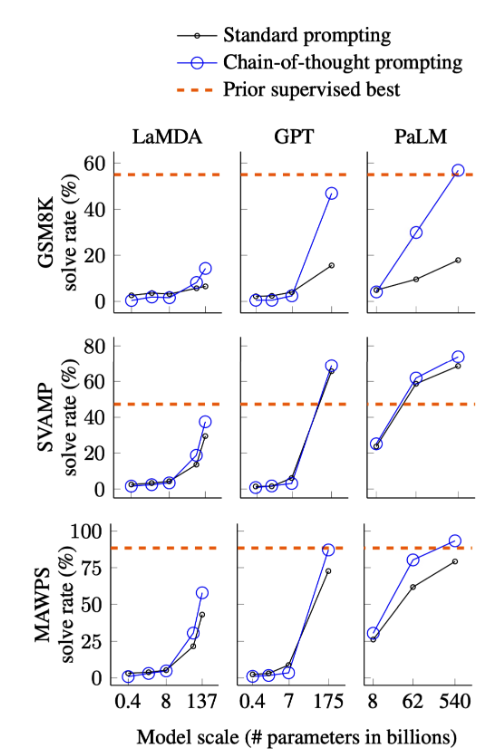 Standard prompting
Chain-of-thought prompting
Prior supervised best
LaMDA GPT PaLM
GSM8K
solve rate (%)
60
40
20
0
SVAMP
solve rate (%)
80
60
40
20
0
MAWPS
solve rate (%)
100
75
50
25
0
0.4 8 137 0.4 7 175 8 62 540
Model scale (# parameters in billions)